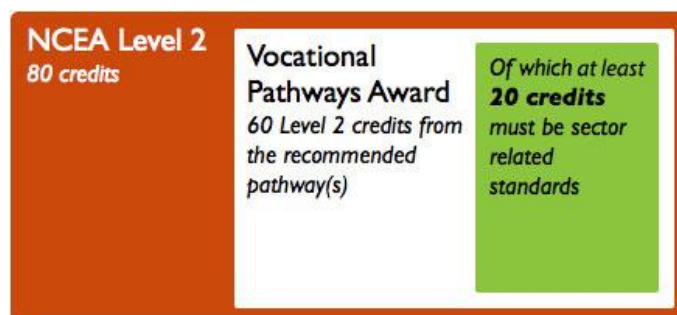 NCEA Level 2
80 credits
Vocational
Pathways Award
60 Level 2 credits from
the recommended
pathway(s)
Of which at least
20 credits
must be sector
related
standards